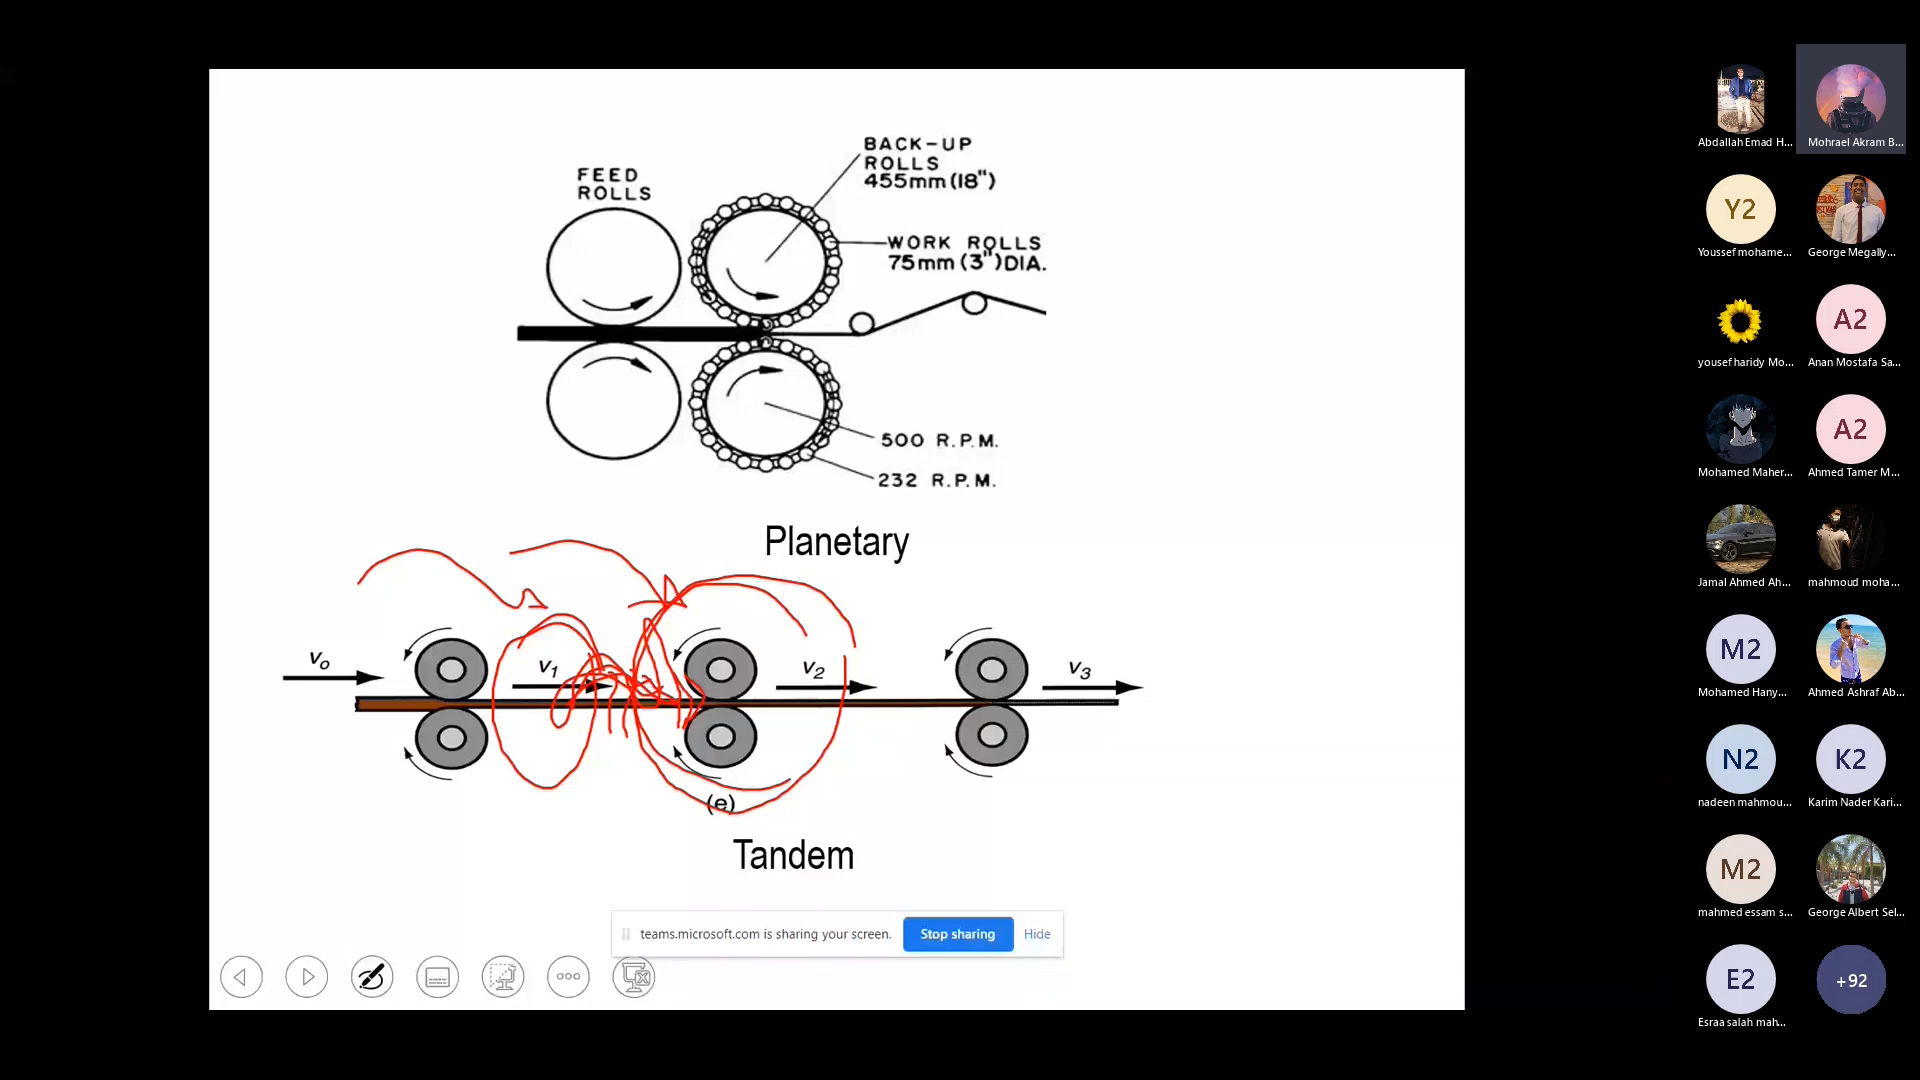 BACK-UP
ROLLS
455mm(18")
FEED
ROLLS
WORK ROLLS
75mm (3")DIA.
500 R.P.M.
232 R.P.M.
Planetary
v₀
v₁
v₂
v₃
(e)
Tandem
teams.microsoft.com is sharing your screen.
Stop sharing
Hide
Abdallah Emad H...
Mohrael Akram B...
Y2
Youssef mohame...
George Megally...
yousef haridy Mo...
A2
Anan Mostafa Sa...
Mohamed Maher...
A2
Ahmed Tamer M...
Jamal Ahmed Ah...
mahmoud moha...
M2
Mohamed Hany...
Ahmed Ashraf Ab...
N2
nadeen mahmou...
K2
Karim Nader Kari...
M2
mahmed essam s...
George Albert Sel...
E2
Esraa salah mah...
+92